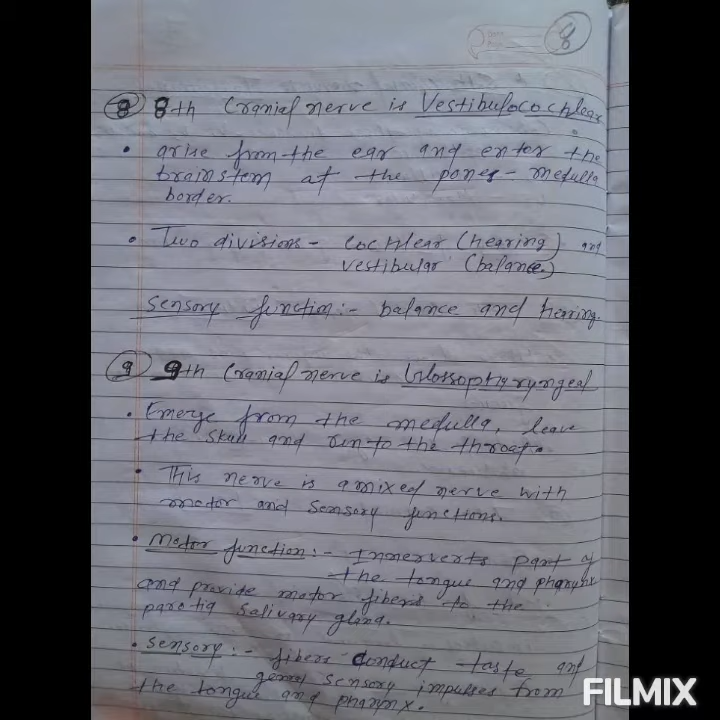 8
8 8th Cranial nerve is Vestibulocochlear
• arise from the ear and enter the
brainstem at the pones - medulla
border.
• Two divisions - cochlear (hearing) and
vestibular (balance)
Sensory function :- balance and hearing.
9 9th Cranial nerve is Glossopharyngeal
• Emerge from the medulla, leave
the skull and run to the throat.
• This nerve is a mixed nerve with
motor and sensory functions.
• Motor function :- Innerverts part of
the tongue and pharynx
and provide motor fibers to the
parotid salivary gland.
• Sensory :- fibers conduct taste and
sensory impulses from
the tongue and pharynx.
FILMIX